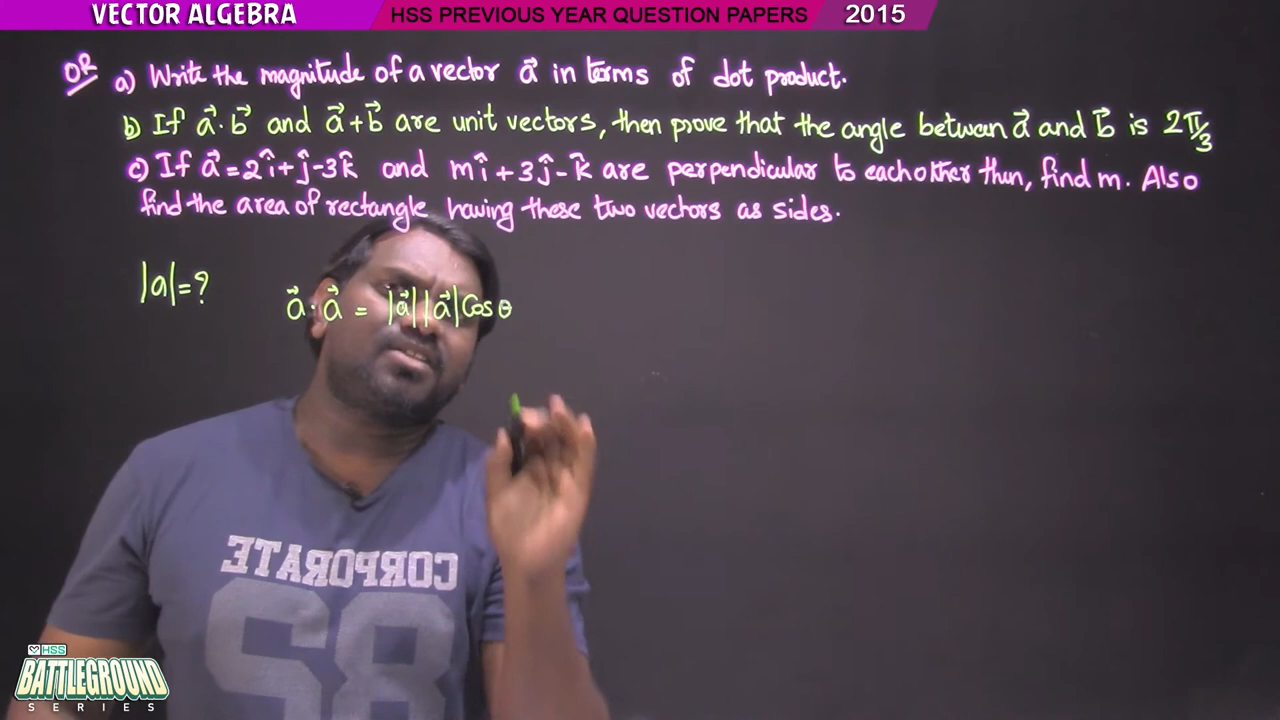 VECTOR ALGEBRA HSS PREVIOUS YEAR QUESTION PAPERS 2015
OR a) Write the magnitude of a vector a⃗ in terms of dot product.
b) If a⃗·b⃗ and a⃗+b⃗ are unit vectors, then prove that the angle between a⃗ and b⃗ is 2π/3
c) If a⃗=2î+ĵ-3k̂ and mî+3ĵ-k̂ are perpendicular to each other then, find m. Also
find the area of rectangle having these two vectors as sides.
|a|=? a⃗·a⃗ = |a⃗||a⃗|Cos θ
CORPORATE
82
HSS
BATTLEGROUND
SERIES